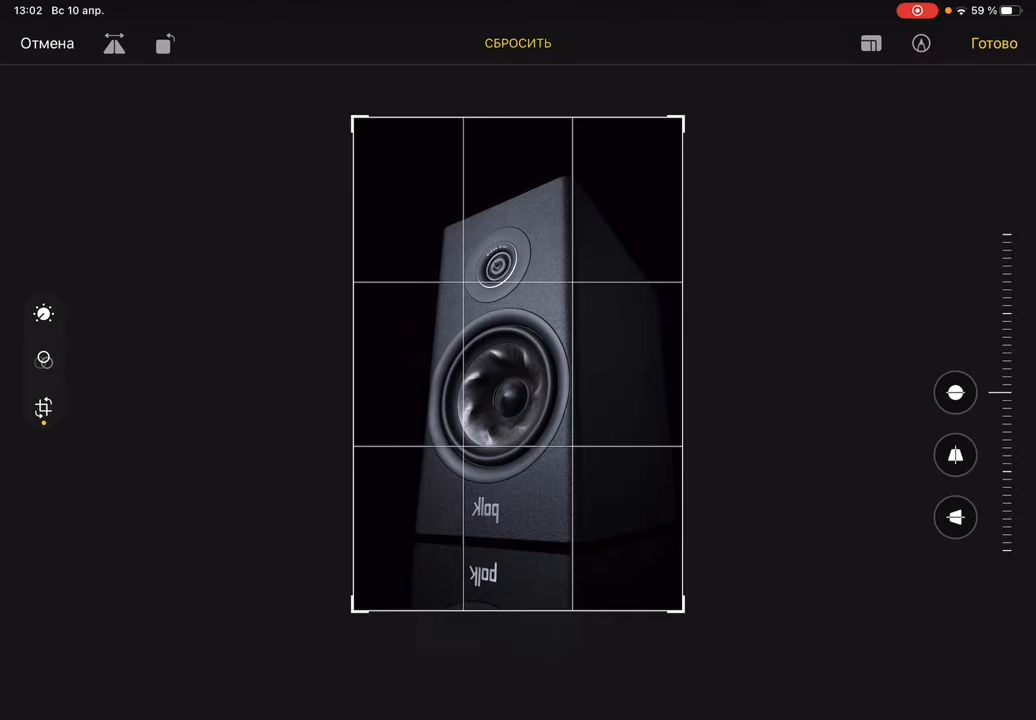 13:02 Вс 10 апр.
59 %
Отмена
СБРОСИТЬ
Готово
polk
polk